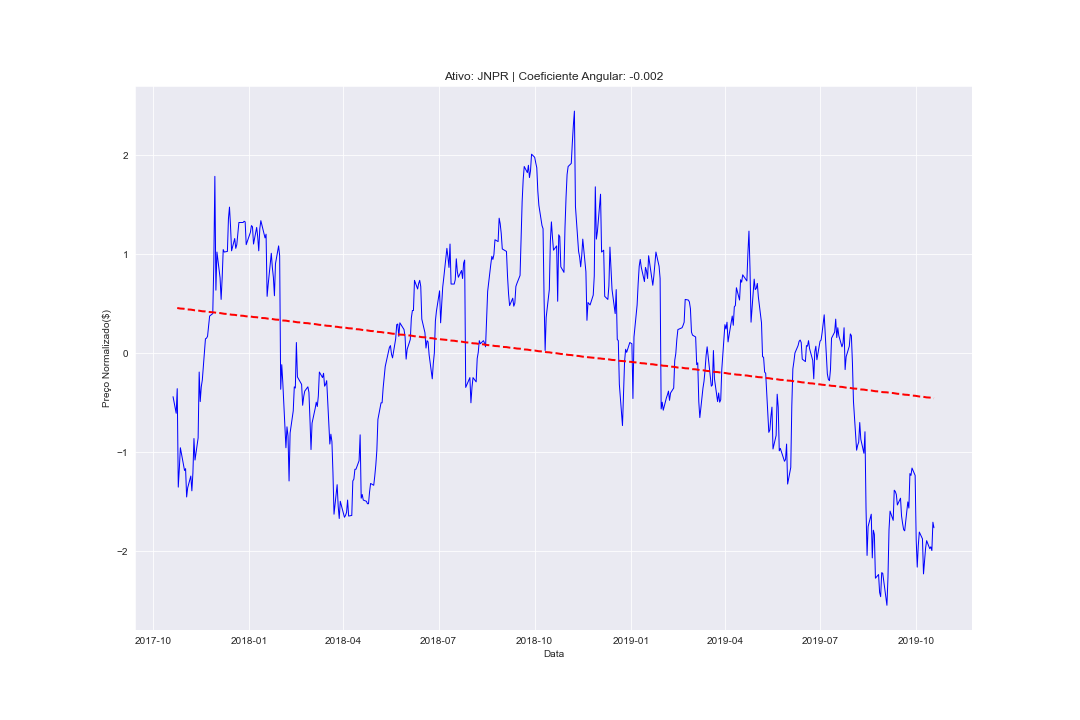 Ativo: JNPR | Coeficiente Angular: -0.002
Preço Normalizado($)
2
1
0
−1
−2
2017-10 2018-01 2018-04 2018-07 2018-10 2019-01 2019-04 2019-07 2019-10
Data